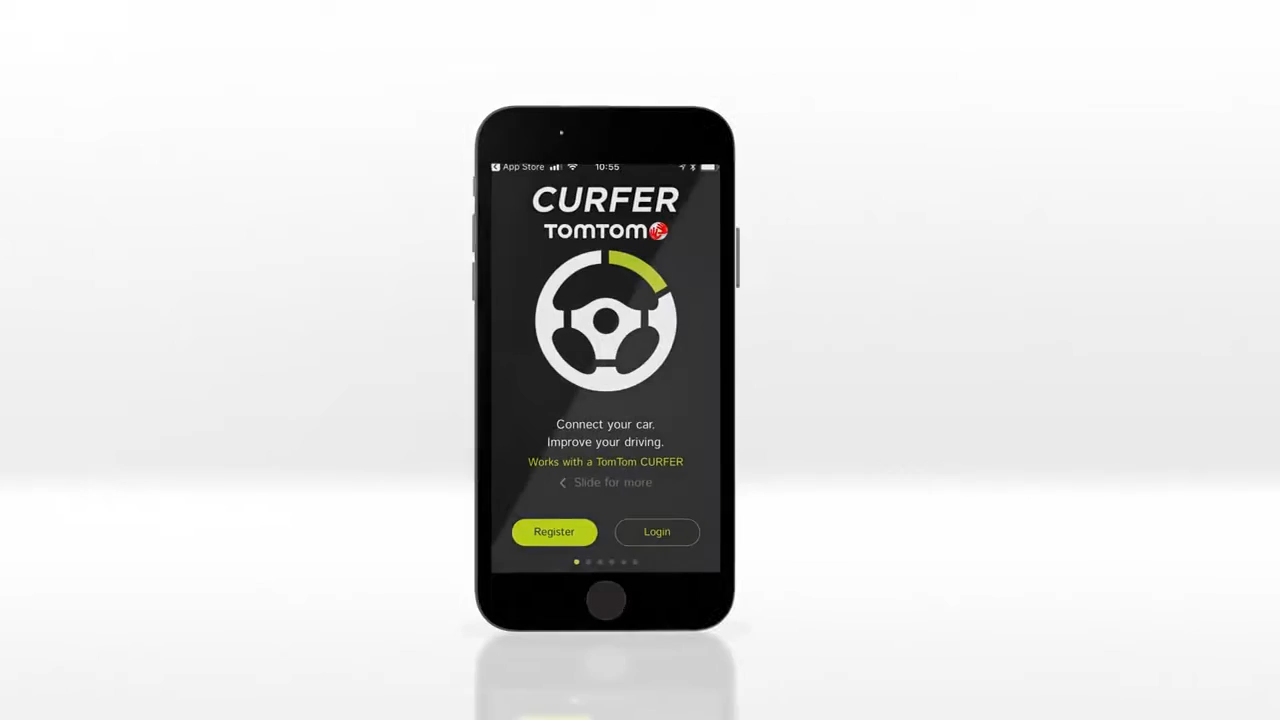 App Store 10:55
CURFER
TOMTOM
Connect your car.
Improve your driving.
Works with a TomTom CURFER
Slide for more
Register Login